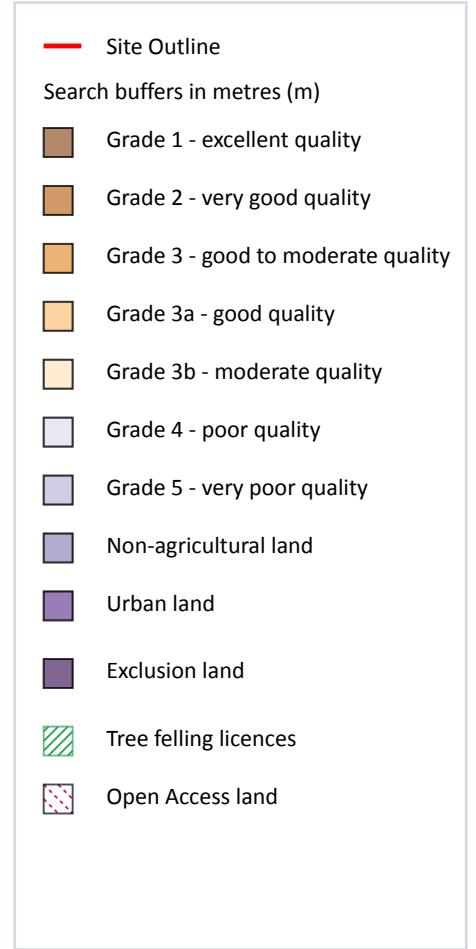 Site Outline
Search buffers in metres (m)
Grade 1 - excellent quality
Grade 2 - very good quality
Grade 3 - good to moderate quality
Grade 3a - good quality
Grade 3b - moderate quality
Grade 4 - poor quality
Grade 5 - very poor quality
Non-agricultural land
Urban land
Exclusion land
Tree felling licences
Open Access land